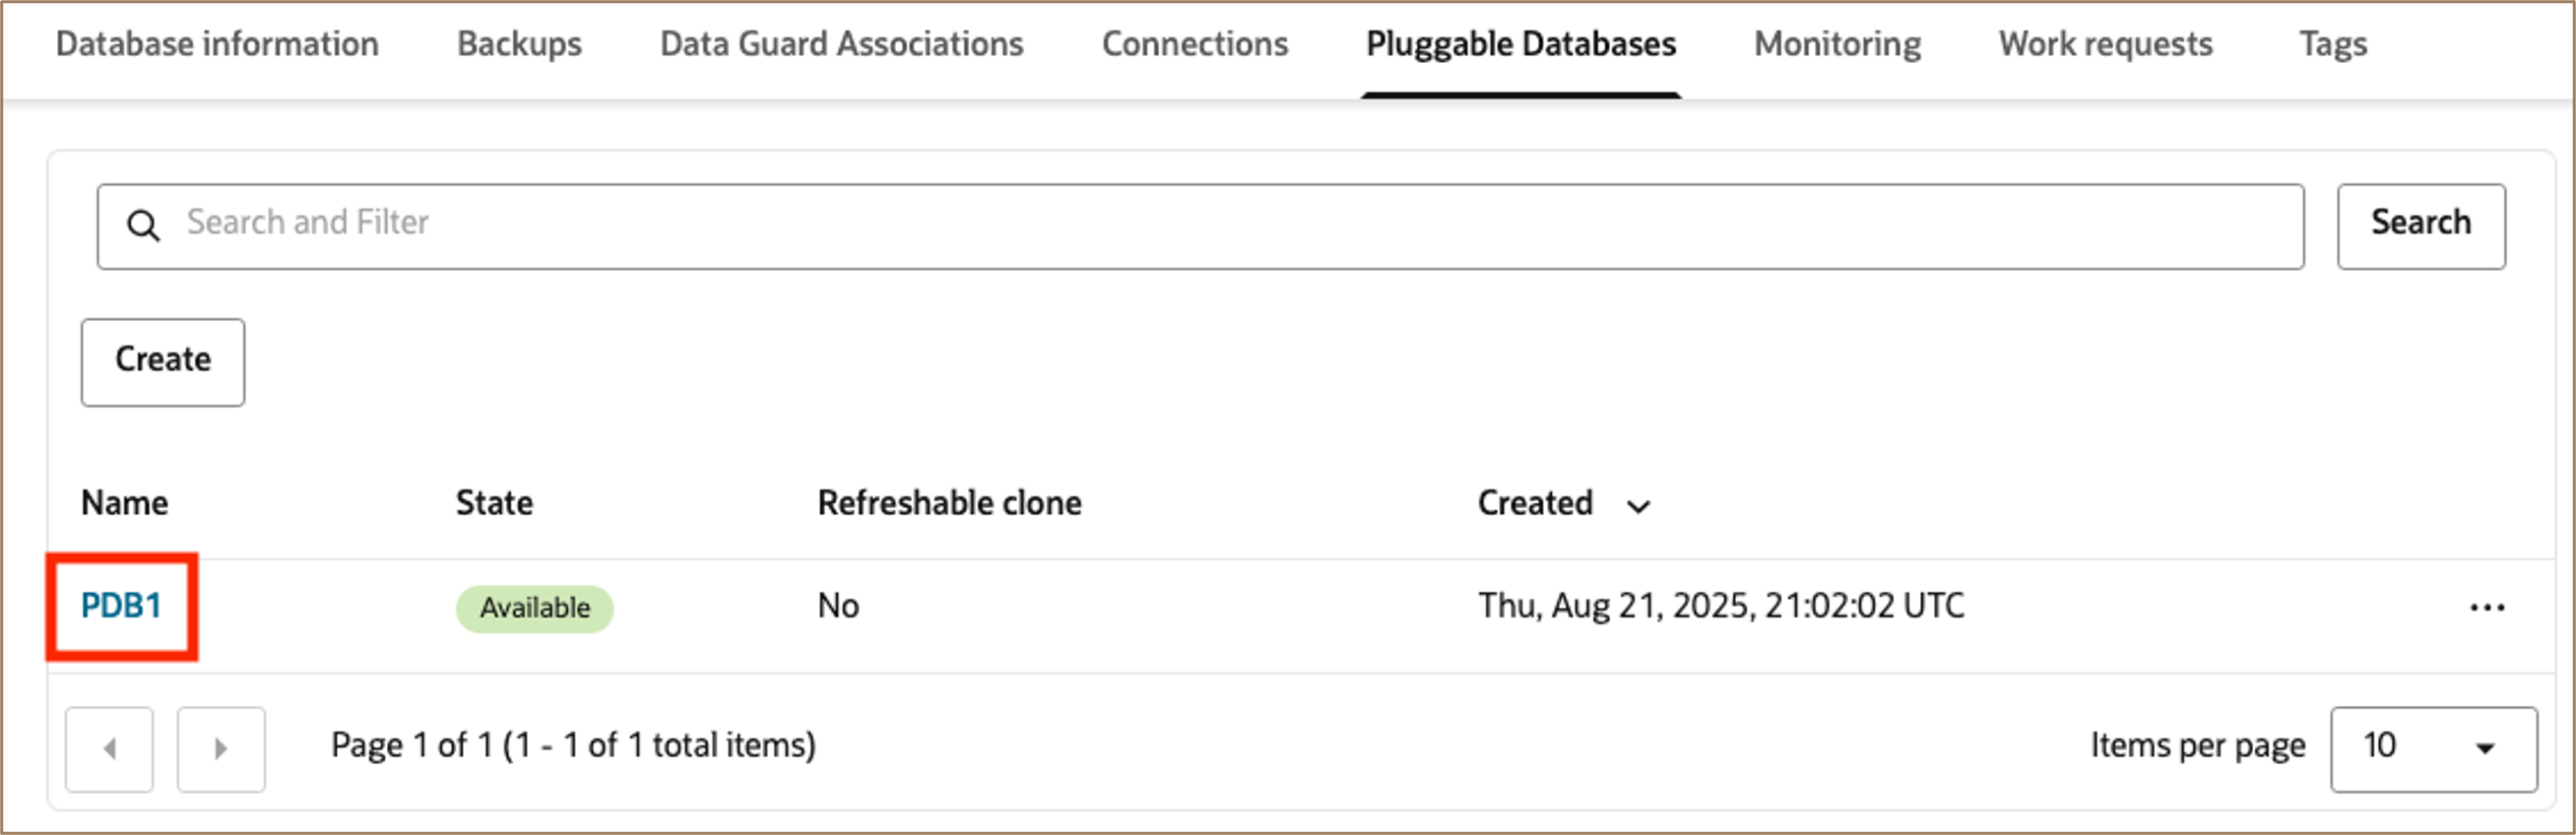 Database information Backups Data Guard Associations Connections Pluggable Databases Monitoring Work requests Tags
Search and Filter Search
Create
Name State Refreshable clone Created
PDB1 Available No Thu, Aug 21, 2025, 21:02:02 UTC
Page 1 of 1 (1 - 1 of 1 total items) Items per page 10